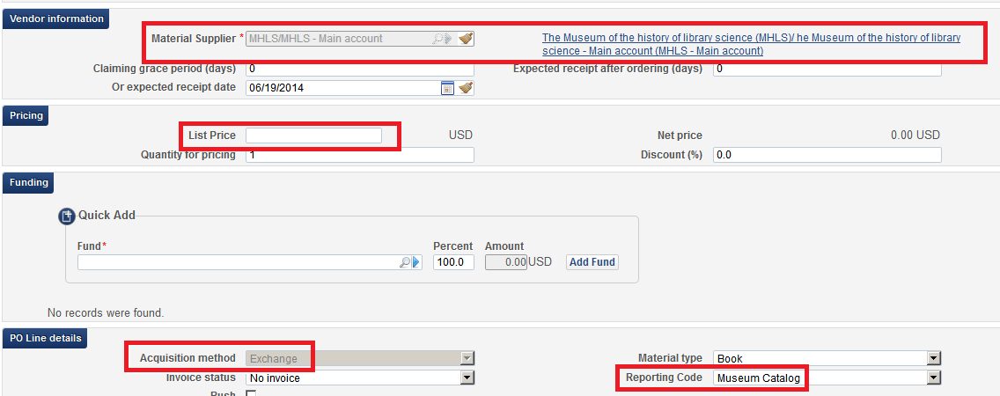 Vendor information
Material Supplier * MHLS/MHLS - Main account The Museum of the history of library science (MHLS)/ he Museum of the history of library
science - Main account (MHLS - Main account)
Claiming grace period (days) 0 Expected receipt after ordering (days) 0
Or expected receipt date 06/19/2014
Pricing
List Price USD Net price 0.00 USD
Quantity for pricing 1 Discount (%) 0.0
Funding
Quick Add
Fund* Percent Amount
100.0 0.00 USD Add Fund
No records were found.
PO Line details
Acquisition method Exchange Material type Book
Invoice status No invoice Reporting Code Museum Catalog
Rush